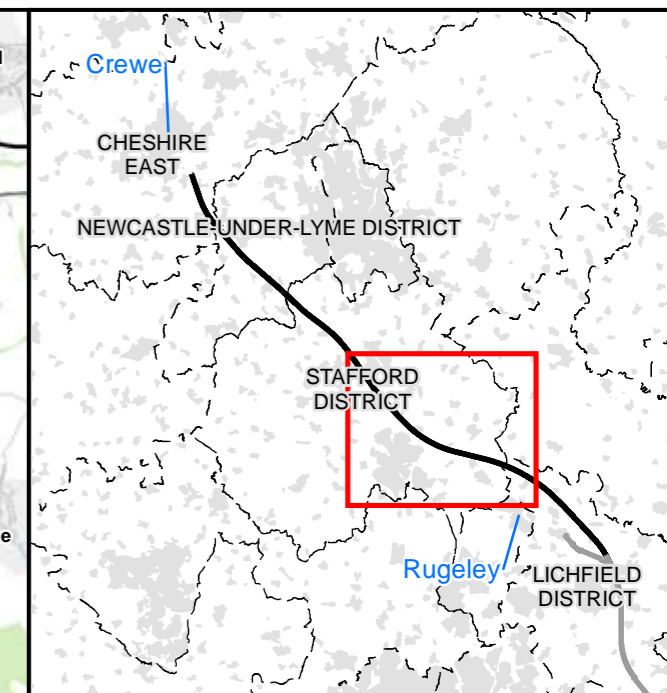 Crewe
CHESHIRE
EAST
NEWCASTLE-UNDER-LYME DISTRICT
STAFFORD
DISTRICT
Rugeley
LICHFIELD
DISTRICT